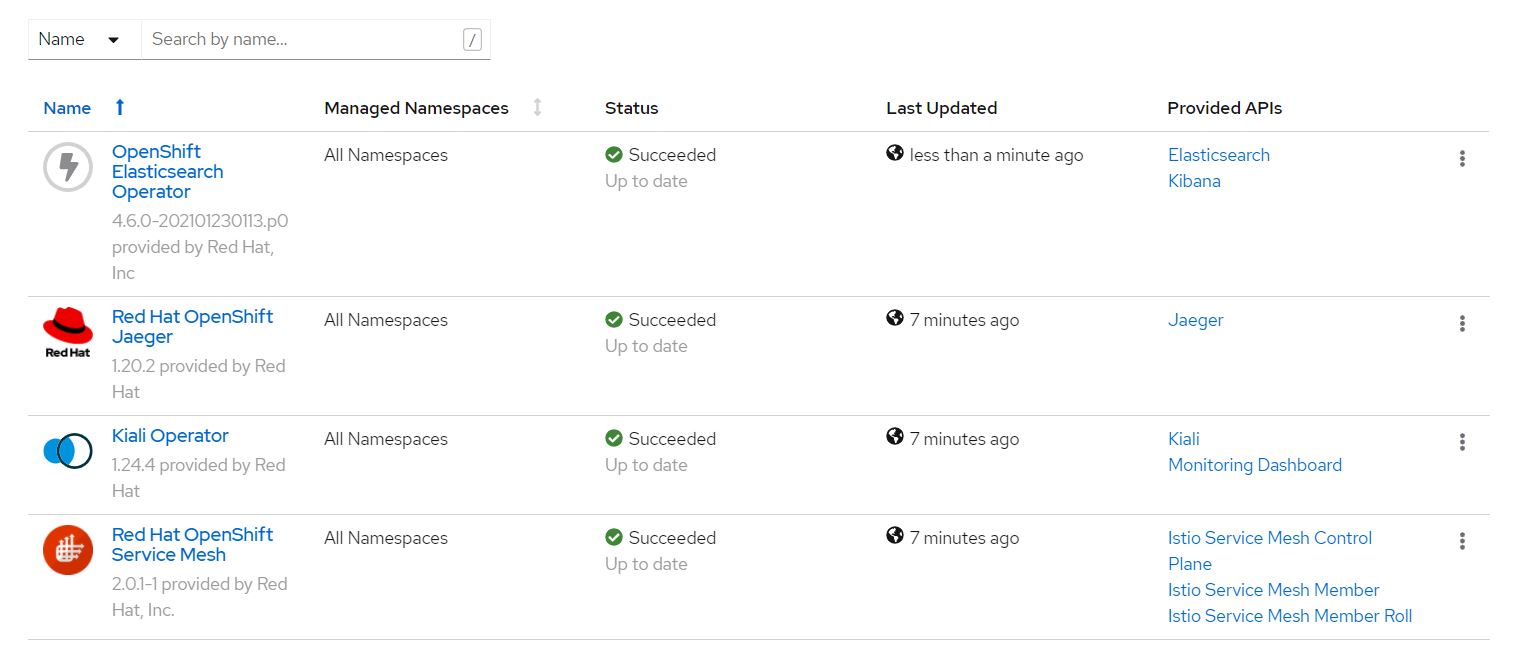 Name Search by name... /
Name Managed Namespaces Status Last Updated Provided APIs
OpenShift Elasticsearch Operator
4.6.0-202101230113.p0 provided by Red Hat, Inc
All Namespaces
Succeeded
Up to date
less than a minute ago
Elasticsearch
Kibana
Red Hat
Red Hat OpenShift
Jaeger
1.20.2 provided by Red
Hat
All Namespaces
Succeeded
Up to date
7 minutes ago
Jaeger
Kiali Operator
1.24.4 provided by Red
Hat
All Namespaces
Succeeded
Up to date
7 minutes ago
Kiali
Monitoring Dashboard
Red Hat OpenShift
Service Mesh
2.0.1-1 provided by Red
Hat, Inc.
All Namespaces
Succeeded
Up to date
7 minutes ago
Istio Service Mesh Control
Plane
Istio Service Mesh Member
Istio Service Mesh Member Roll